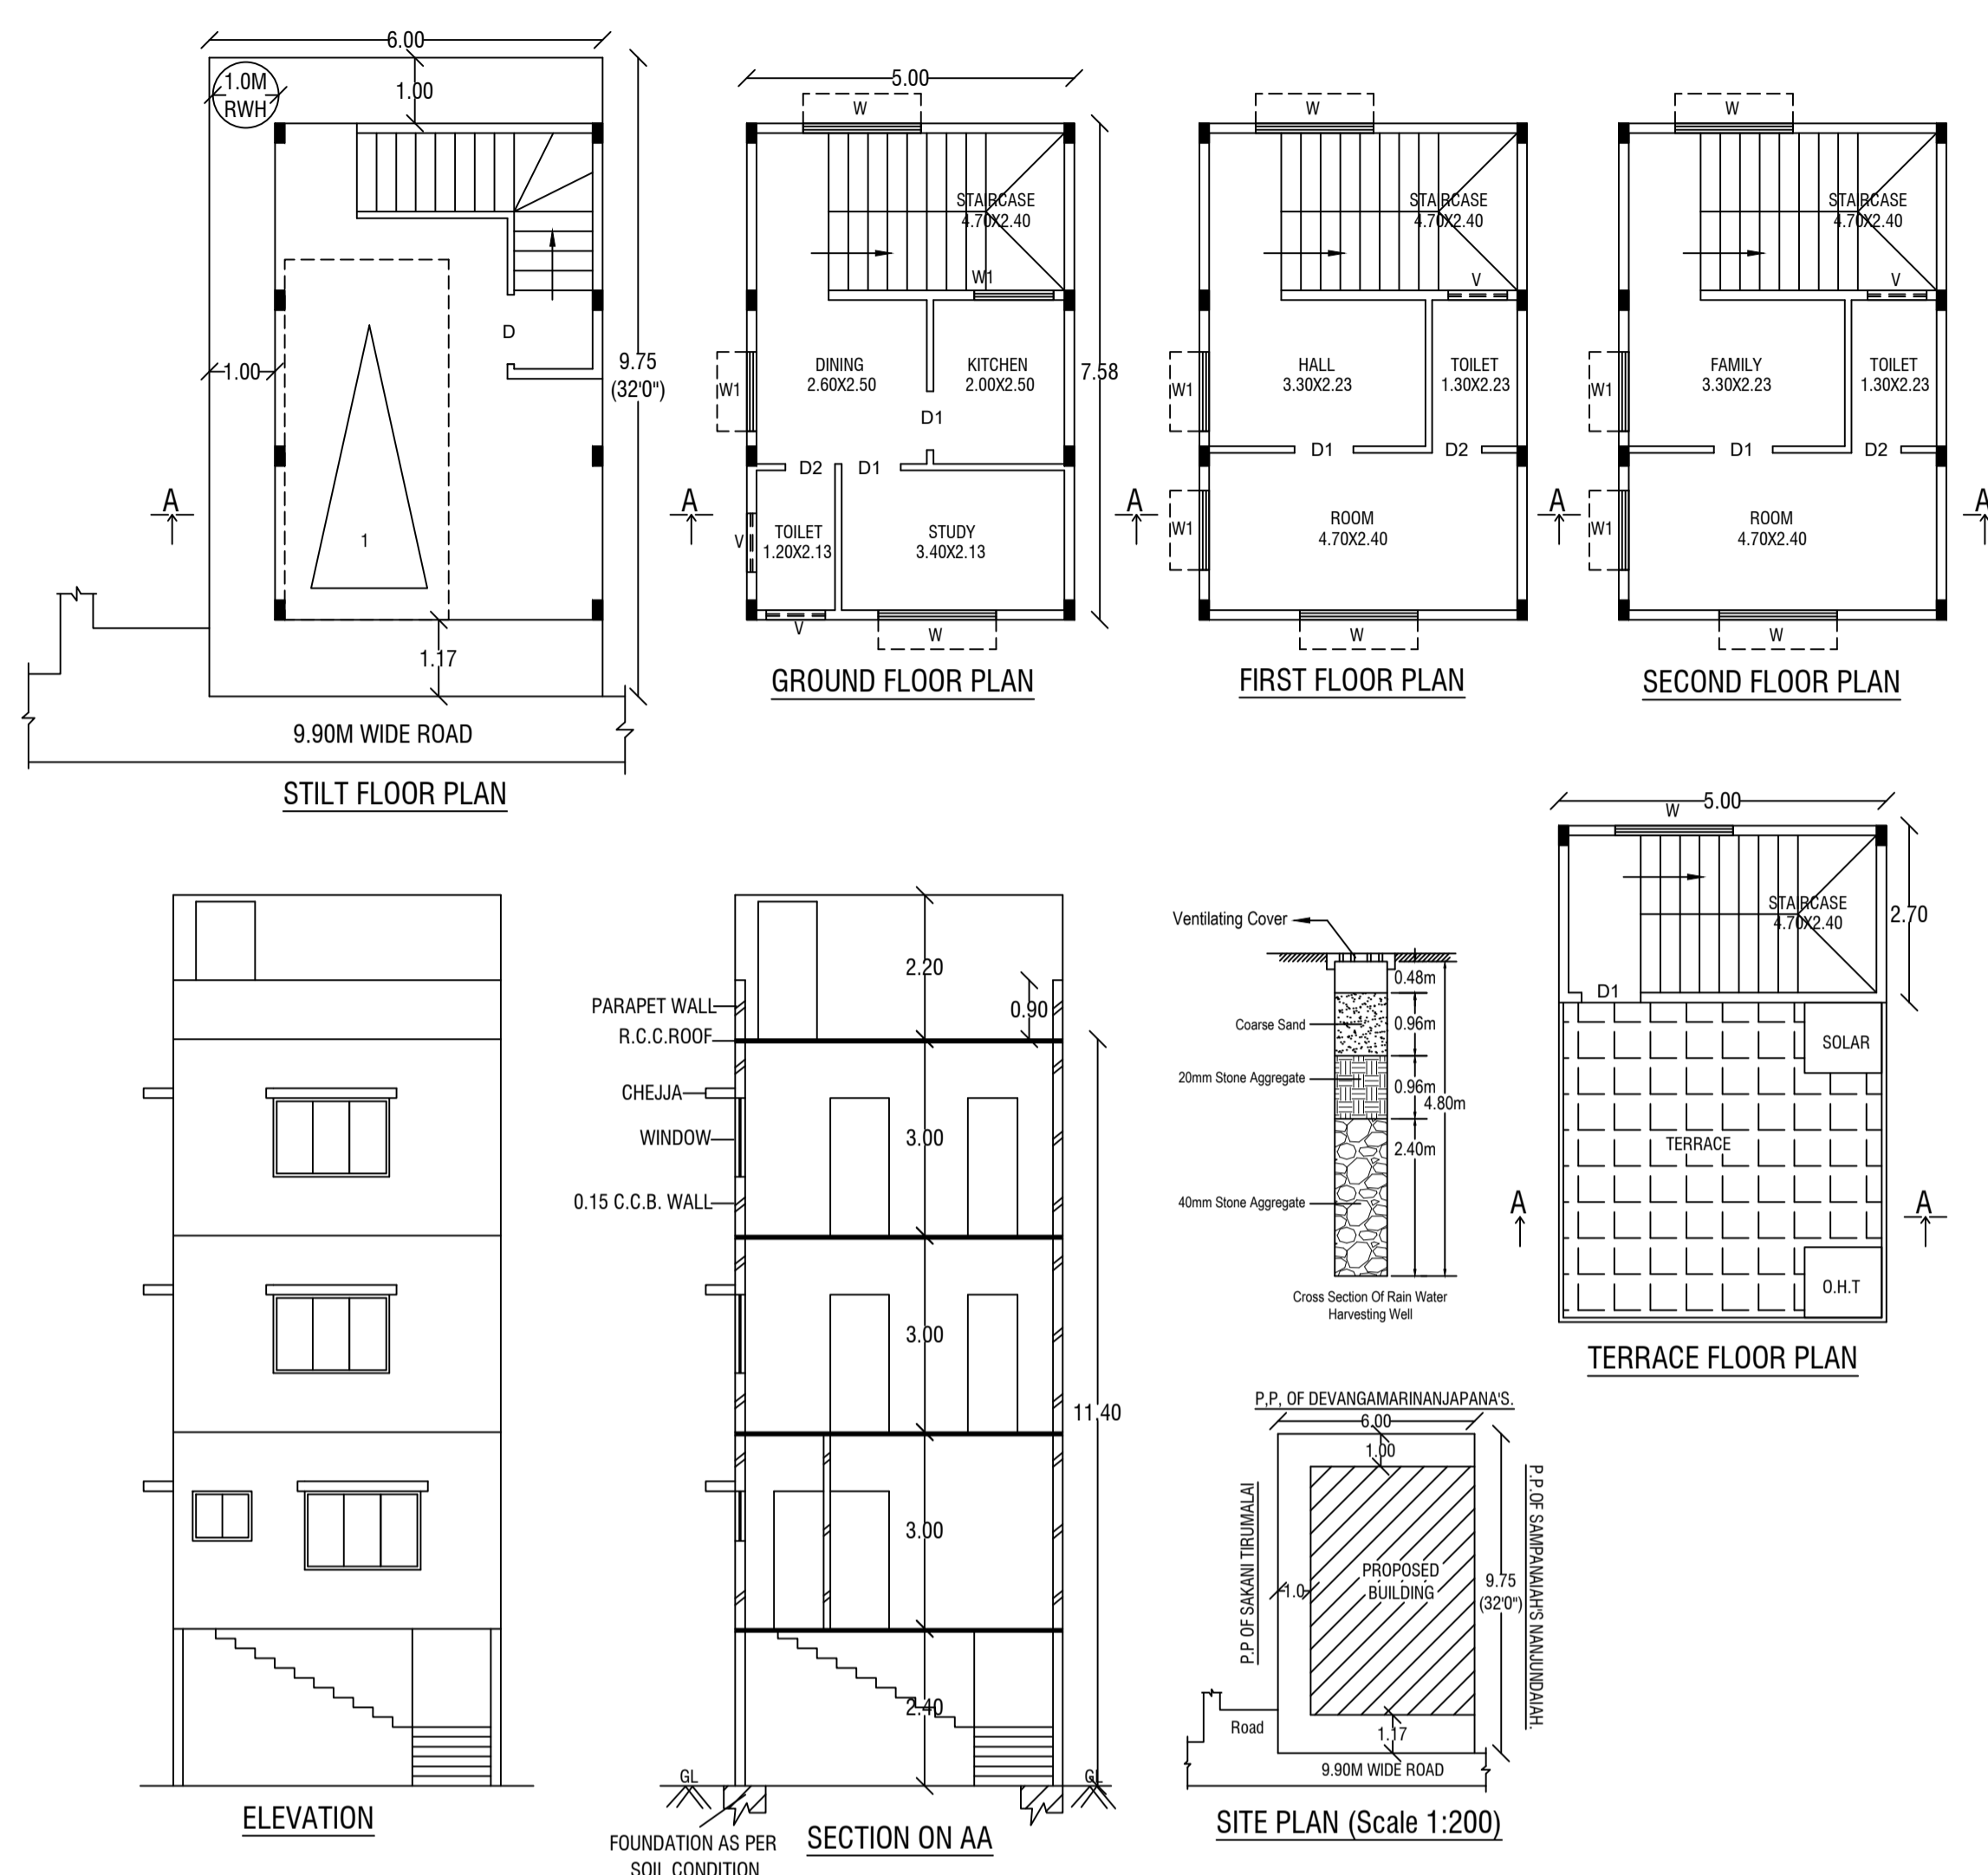 6.00
1.0M
RWH
1.00
D
1.00
9.75
(32'0")
A
A
1
1.17
9.90M WIDE ROAD
STILT FLOOR PLAN
5.00
W
STAIRCASE
4.70X2.40
W1
DINING
2.60X2.50
KITCHEN
2.00X2.50
7.58
W1
D1
D2
D1
A
V
TOILET
1.20X2.13
STUDY
3.40X2.13
V
W
GROUND FLOOR PLAN
W
STAIRCASE
4.70X2.40
V
HALL
3.30X2.23
TOILET
1.30X2.23
W1
D1
D2
W1
ROOM
4.70X2.40
A
W
FIRST FLOOR PLAN
W
STAIRCASE
4.70X2.40
V
FAMILY
3.30X2.23
TOILET
1.30X2.23
W1
D1
D2
W1
ROOM
4.70X2.40
A
W
SECOND FLOOR PLAN
ELEVATION
2.20
PARAPET WALL
0.90
R.C.C.ROOF
CHEJJA
WINDOW
3.00
0.15 C.C.B. WALL
3.00
11.40
3.00
2.40
GL
GL
FOUNDATION AS PER
SOIL CONDITION
SECTION ON AA
Ventilating Cover
0.48m
Coarse Sand
0.96m
20mm Stone Aggregate
0.96m
4.80m
2.40m
40mm Stone Aggregate
Cross Section Of Rain Water
Harvesting Well
5.00
W
STAIRCASE
4.70X2.40
2.70
D1
SOLAR
TERRACE
A
A
O.H.T
TERRACE FLOOR PLAN
P,P, OF DEVANGAMARINANJAPANA'S.
6.00
1.00
P.P OF SAKANI TIRUMALAI
P.P.OF SAMPANAIAH'S NANJUNDAIAH.
PROPOSED
BUILDING
1.0
9.75
(32'0")
Road
1.17
9.90M WIDE ROAD
SITE PLAN (Scale 1:200)